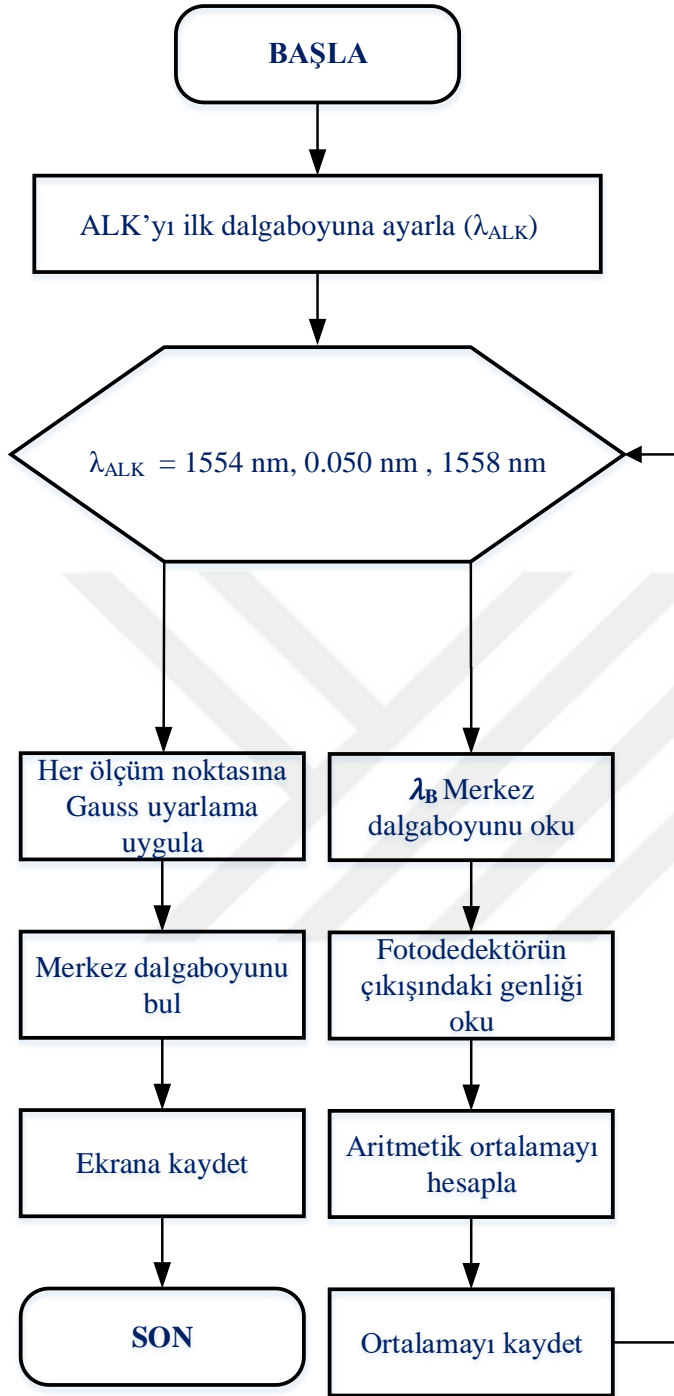 BAŞLA
ALK’yı ilk dalgaboyuna ayarla (λALK)
λALK = 1554 nm, 0.050 nm , 1558 nm
Her ölçüm noktasına
Gauss uyarlama
uygula
Merkez dalgaboyunu
bul
Ekrana kaydet
SON
λB Merkez
dalgaboyunu oku
Fotodedektörün
çıkışındaki genliği
oku
Aritmetik ortalamayı
hesapla
Ortalamayı kaydet